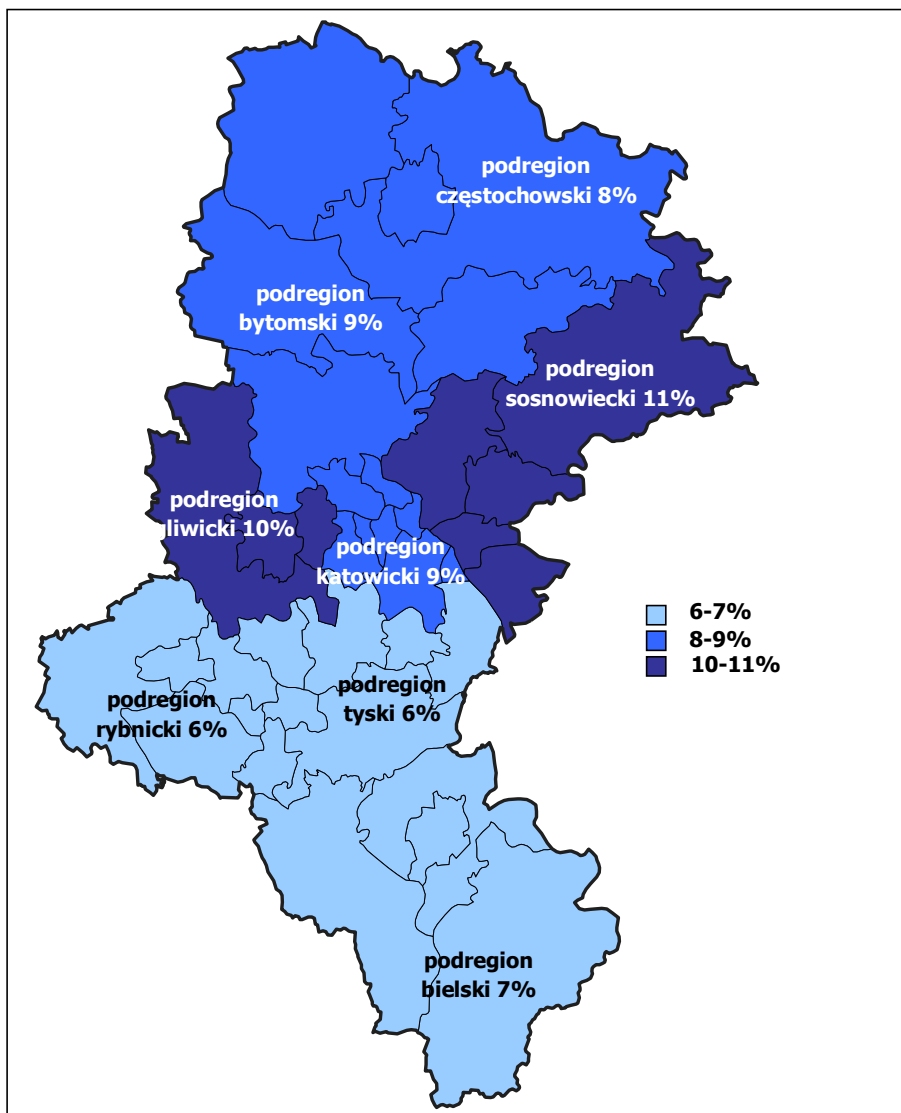 podregion
częstochowski 8%
podregion
bytomski 9%
podregion
sosnowiecki 11%
podregion
liwicki 10%
podregion
katowicki 9%
6-7%
8-9%
10-11%
podregion
rybnicki 6%
podregion
tyski 6%
podregion
bielski 7%